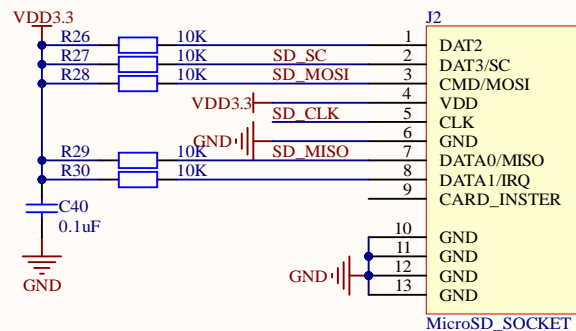 VDD3.3 J2
R26 10K 1 DAT2
R27 10K SD_SC 2 DAT3/SC
R28 10K SD_MOSI 3 CMD/MOSI
VDD3.3 4 VDD
SD_CLK 5 CLK
GND 6 GND
R29 10K SD_MISO 7 DATA0/MISO
R30 10K 8 DATA1/IRQ
9 CARD_INSTER
C40
0.1uF
10 GND
11 GND
GND 12 GND
13 GND
GND
MicroSD_SOCKET